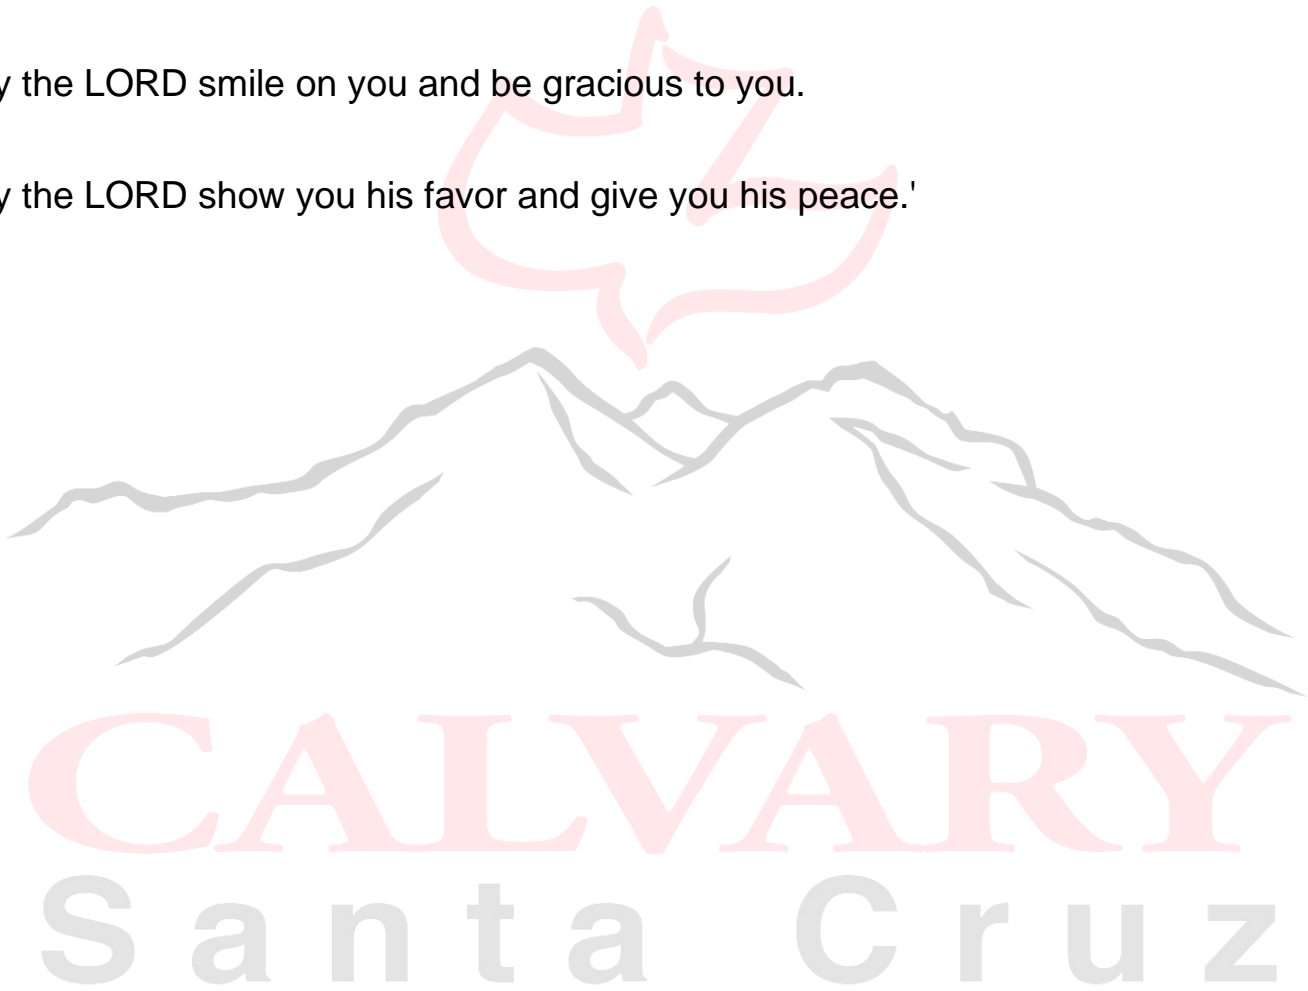 y the LORD smile on you and be gracious to you.
y the LORD show you his favor and give you his peace.'
CALVARY
Santa Cruz